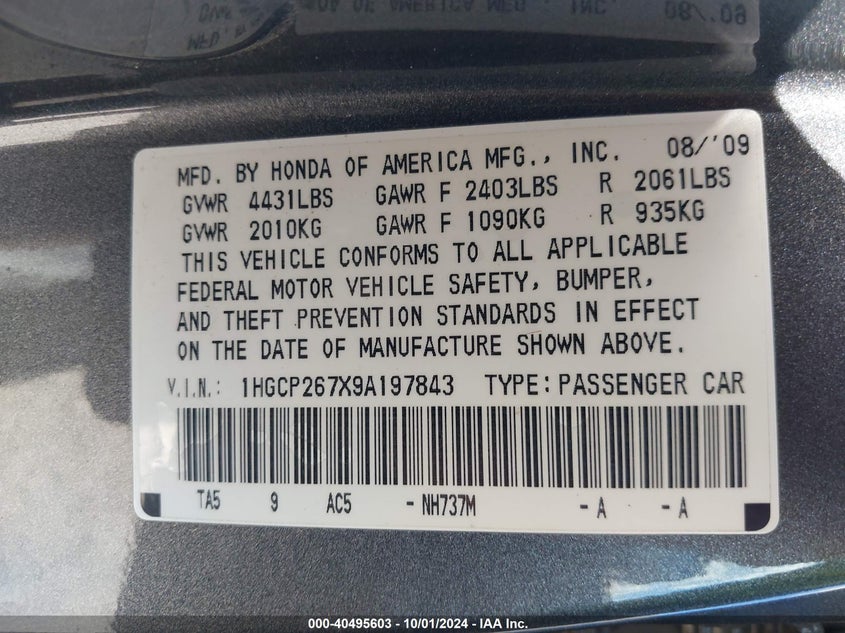 MFD. BY HONDA OF AMERICA MFG., INC. 08/'09
GVWR 4431LBS GAWR F 2403LBS R 2061LBS
GVWR 2010KG GAWR F 1090KG R 935KG
THIS VEHICLE CONFORMS TO ALL APPLICABLE
FEDERAL MOTOR VEHICLE SAFETY, BUMPER,
AND THEFT PREVENTION STANDARDS IN EFFECT
ON THE DATE OF MANUFACTURE SHOWN ABOVE.
V.I.N.: 1HGCP267X9A197843 TYPE: PASSENGER CAR
TA5 9 AC5 - NH737M - A - A
000-40495603 - 10/01/2024 - IAA Inc.